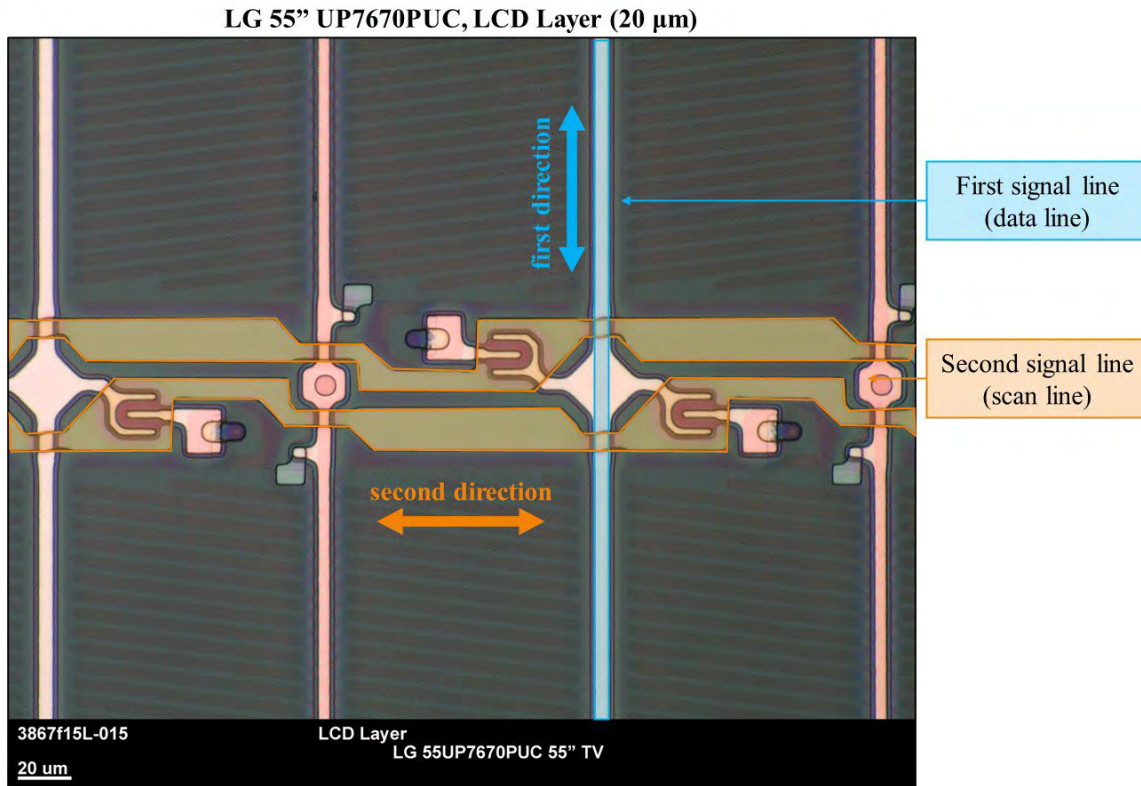 LG 55” UP7670PUC, LCD Layer (20 µm)
first direction
First signal line
(data line)
Second signal line
(scan line)
second direction
3867f15L-015
LCD Layer
LG 55UP7670PUC 55” TV
20 um